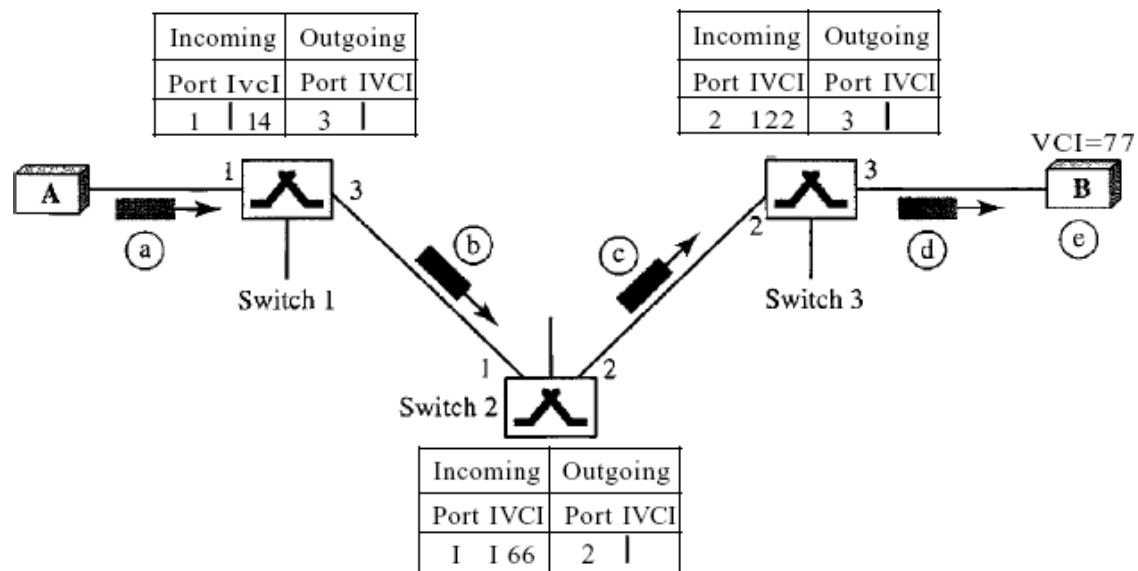 Incoming Outgoing
Port IvcI Port IVCI
1 | 14 3 |
Incoming Outgoing
Port IVCI Port IVCI
2 122 3 |
VCI=77
A
1
3
a
Switch 1
b
c
2
3
Switch 3
d
B
e
1
2
Switch 2
Incoming Outgoing
Port IVCI Port IVCI
I I 66 2 |